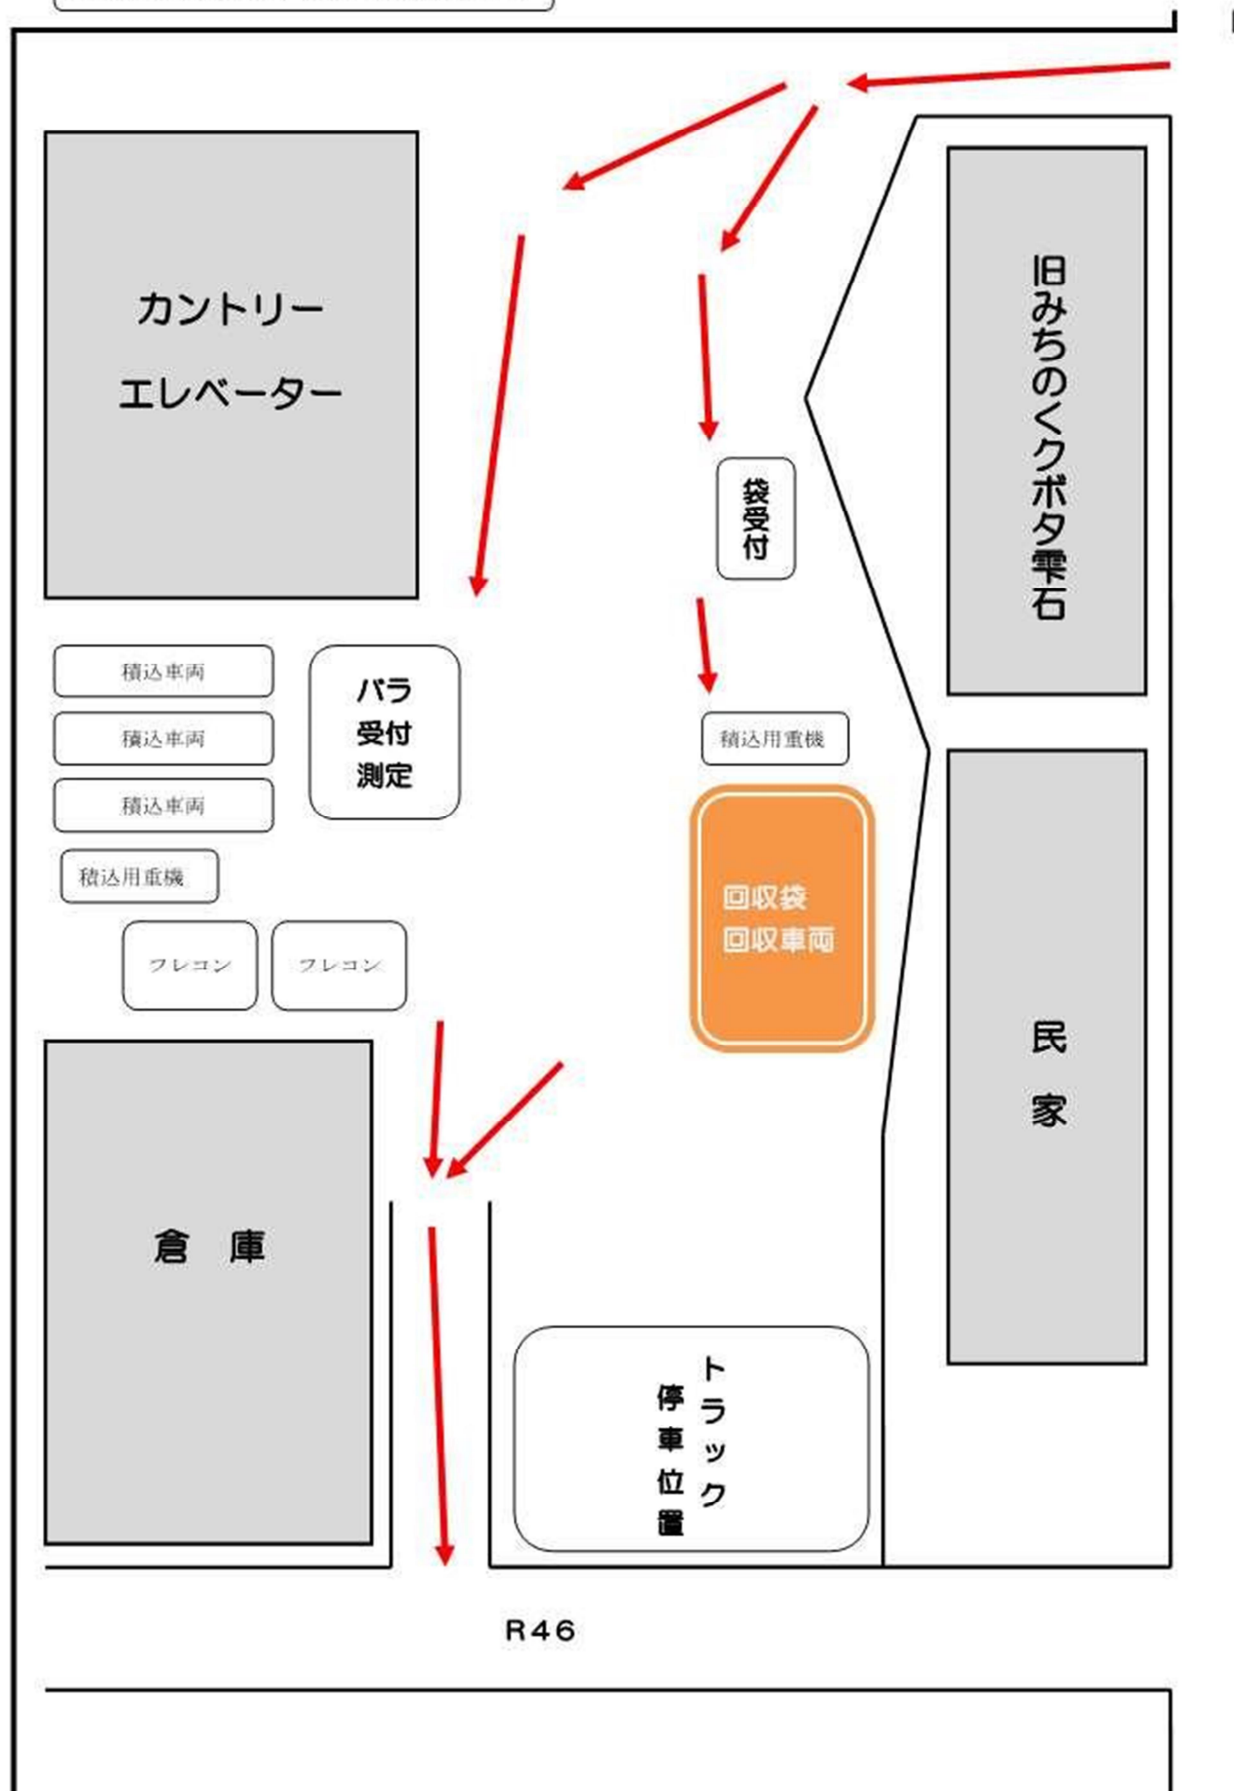 カントリー
エレベーター
旧みちのくクボタ雫石
袋受付
積込車両
積込車両
積込車両
積込用重機
バラ
受付
測定
積込用重機
フレコン
フレコン
回収袋
回収車両
民家
倉　庫
トラック
停車位置
R46